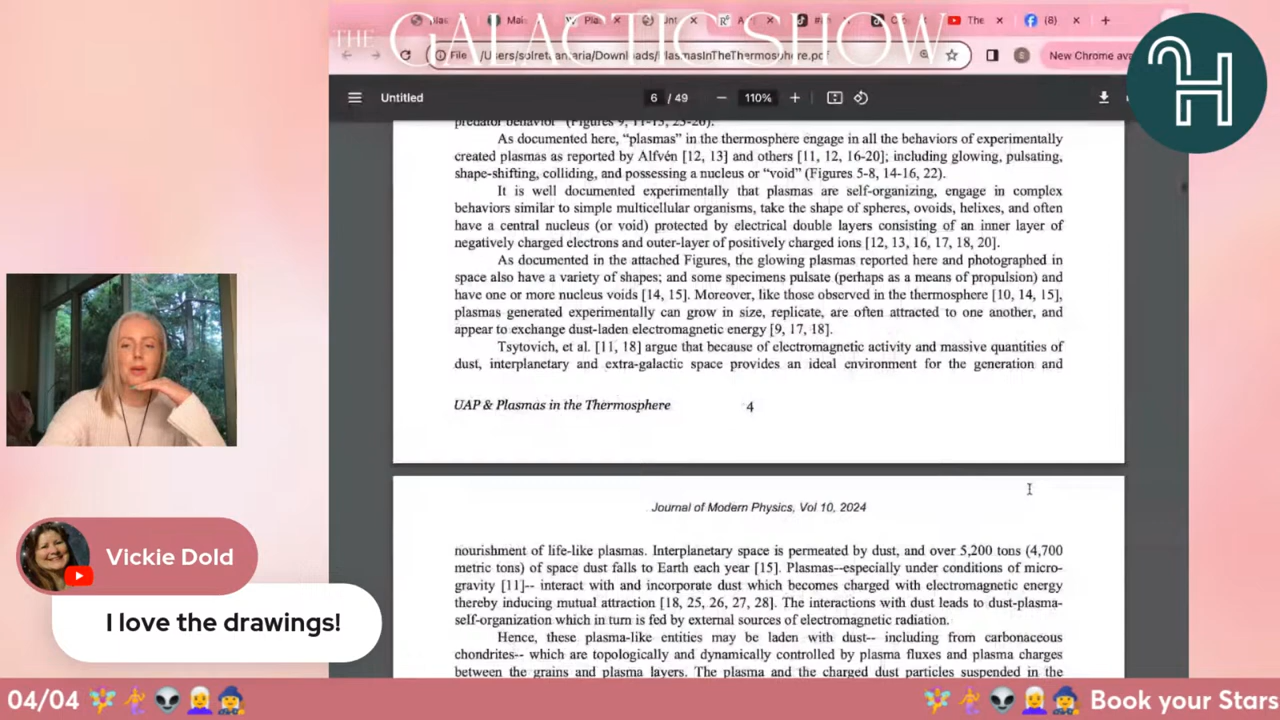 THE GALACTIC SHOW
The
(8)
File
/Users/solreta
antaria/Downloads/PlasmasInTheThermosphere.pdf
New Chrome ava
Untitled
6 / 49
110%
predator behavior" (Figures 9, 11-13, 23-26).
As documented here, "plasmas" in the thermosphere engage in all the behaviors of experimentally
created plasmas as reported by Alfvén [12, 13] and others [11, 12, 16-20]; including glowing, pulsating,
shape-shifting, colliding, and possessing a nucleus or "void" (Figures 5-8, 14-16, 22).
It is well documented experimentally that plasmas are self-organizing, engage in complex
behaviors similar to simple multicellular organisms, take the shape of spheres, ovoids, helixes, and often
have a central nucleus (or void) protected by electrical double layers consisting of an inner layer of
negatively charged electrons and outer-layer of positively charged ions [12, 13, 16, 17, 18, 20].
As documented in the attached Figures, the glowing plasmas reported here and photographed in
space also have a variety of shapes; and some specimens pulsate (perhaps as a means of propulsion) and
have one or more nucleus voids [14, 15]. Moreover, like those observed in the thermosphere [10, 14, 15],
plasmas generated experimentally can grow in size, replicate, are often attracted to one another, and
appear to exchange dust-laden electromagnetic energy [9, 17, 18].
Tsytovich, et al. [11, 18] argue that because of electromagnetic activity and massive quantities of
dust, interplanetary and extra-galactic space provides an ideal environment for the generation and
UAP & Plasmas in the Thermosphere 4
Journal of Modern Physics, Vol 10, 2024
nourishment of life-like plasmas. Interplanetary space is permeated by dust, and over 5,200 tons (4,700
metric tons) of space dust falls to Earth each year [15]. Plasmas--especially under conditions of micro-
gravity [11]-- interact with and incorporate dust which becomes charged with electromagnetic energy
thereby inducing mutual attraction [18, 25, 26, 27, 28]. The interactions with dust leads to dust-plasma-
self-organization which in turn is fed by external sources of electromagnetic radiation.
Hence, these plasma-like entities may be laden with dust-- including from carbonaceous
chondrites-- which are topologically and dynamically controlled by plasma fluxes and plasma charges
between the grains and plasma layers. The plasma and the charged dust particles suspended in the
H
Vickie Dold
I love the drawings!
04/04
Book your Stars